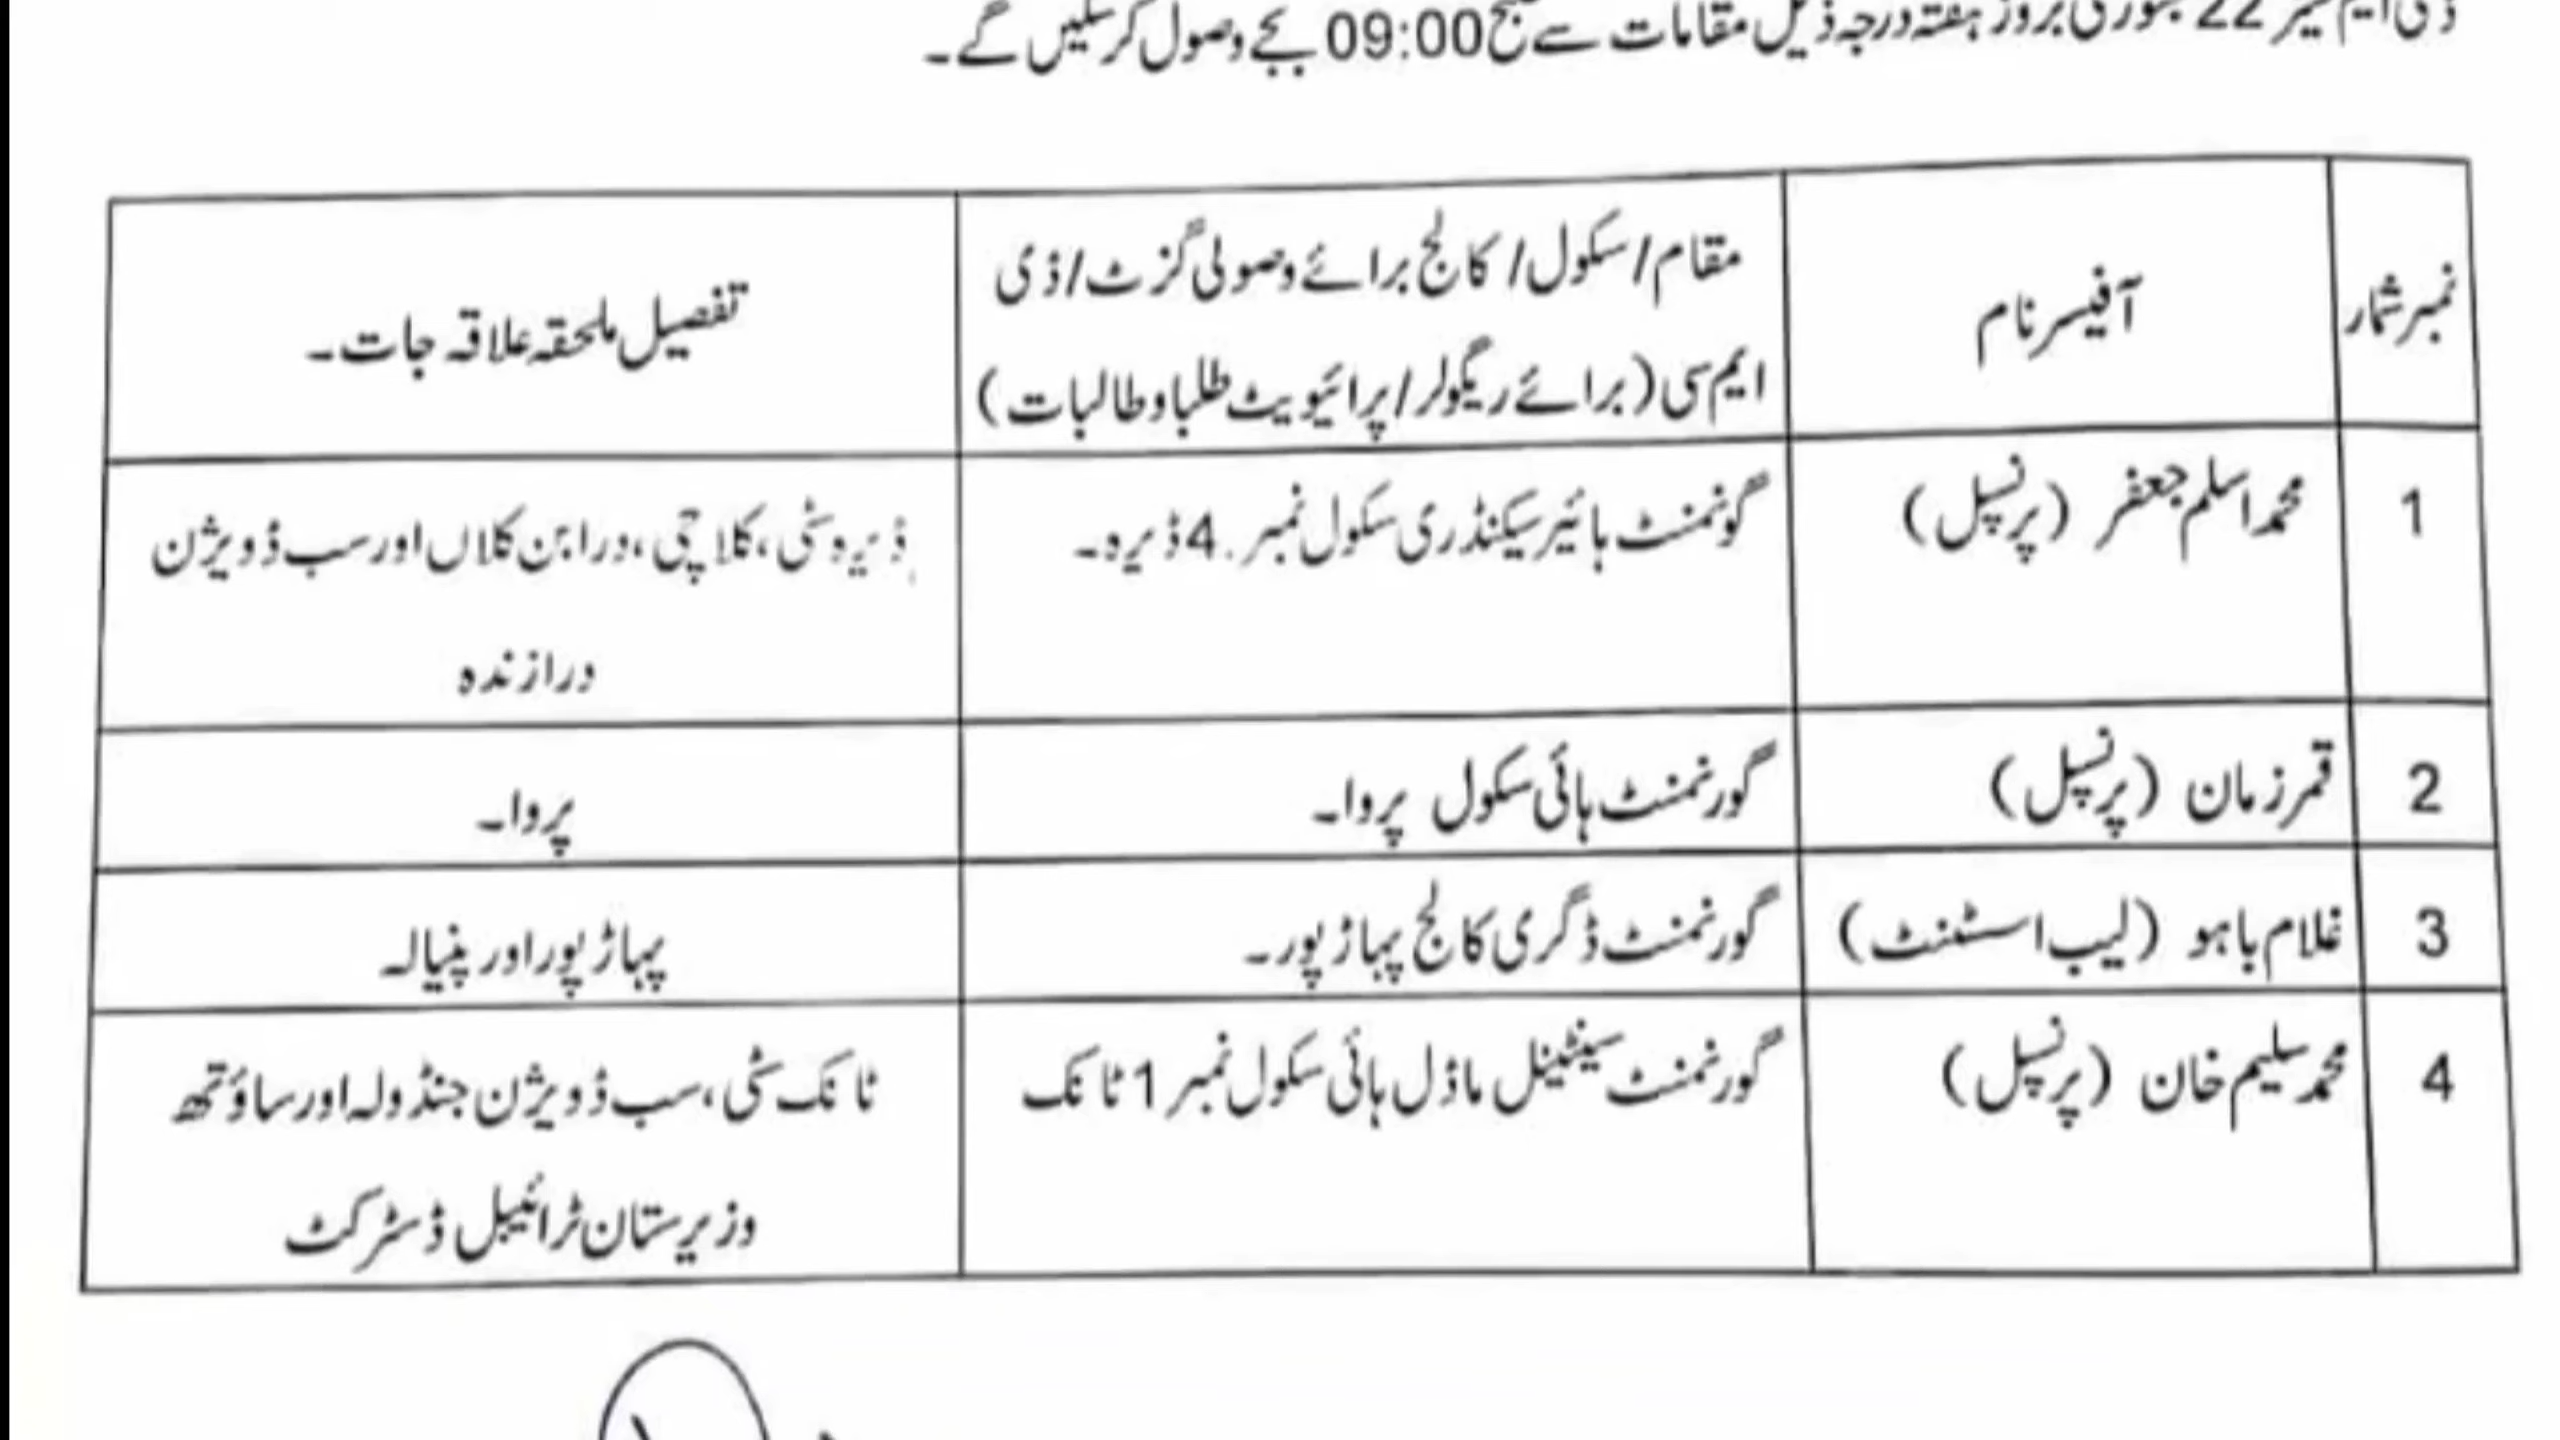 22 جنوری بروز ہفتہ درجہ ذیل مقامات سے صبح 09:00 بجے وصول کر سکیں گے۔
نمبر شمار
آفیسر نام
مقام/سکول/کالج برائے وصولی گزٹ/ڈی
ایم سی (برائے ریگولر/پرائیویٹ طلبا و طالبات)
تفصیل ملحقہ علاقہ جات۔
1
محمد اسلم جعفر (پرنسپل)
گونمنٹ ہائیر سیکنڈری سکول نمبر .4 ڈیرہ۔
ڈیرہ سٹی، کلاچی، درابن کلاں اور سب ڈویژن
درازندہ
2
قمر زمان (پرنسپل)
گورنمنٹ ہائی سکول پروا۔
پروا۔
3
غلام باہو (لیب اسٹنٹ)
گورنمنٹ ڈگری کالج پہاڑ پور۔
پہاڑ پور اور پنیالہ
4
محمد سلیم خان (پرنسپل)
گورنمنٹ سینٹینل ماڈل ہائی سکول نمبر 1 ٹانک
ٹانک سٹی، سب ڈویژن جنڈولہ اور ساؤتھ
وزیرستان ٹرائیبل ڈسٹرکٹ